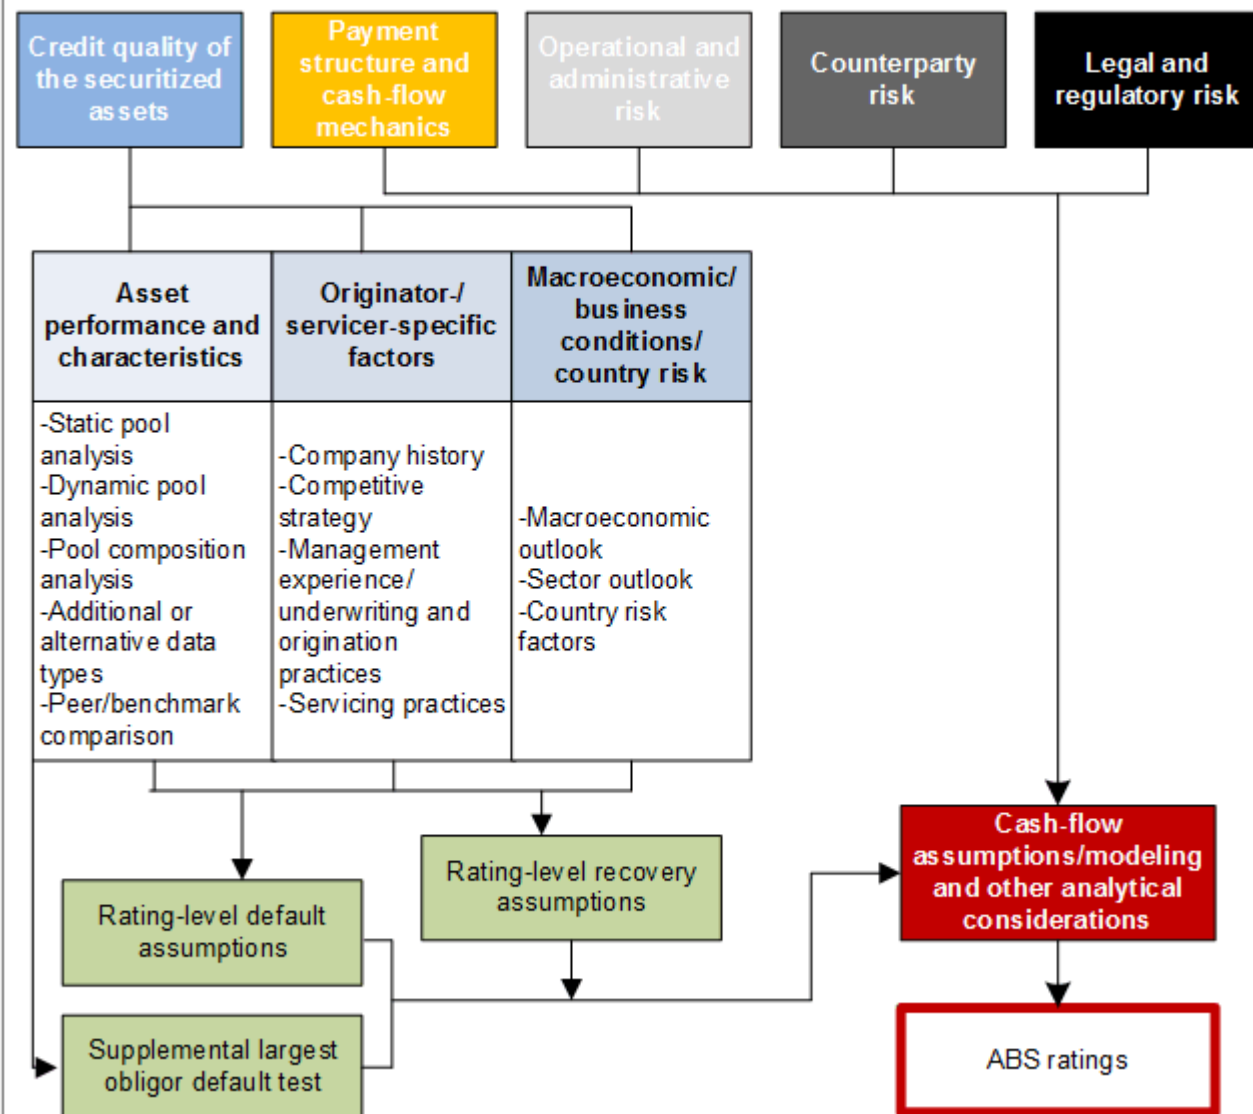 Credit quality of
the securitized
assets
Payment
structure and
cash-flow
mechanics
Operational and
administrative
risk
Counterparty
risk
Legal and
regulatory risk
Asset
performance and
characteristics
Originator-/
servicer-specific
factors
Macroeconomic/
business
conditions/
country risk
-Static pool
analysis
-Dynamic pool
analysis
-Pool composition
analysis
-Additional or
alternative data
types
-Peer/benchmark
comparison
-Company history
-Competitive
strategy
-Management
experience/
underwriting and
origination
practices
-Servicing practices
-Macroeconomic
outlook
-Sector outlook
-Country risk
factors
Rating-level default
assumptions
Rating-level recovery
assumptions
Supplemental largest
obligor default test
Cash-flow
assumptions/modeling
and other analytical
considerations
ABS ratings